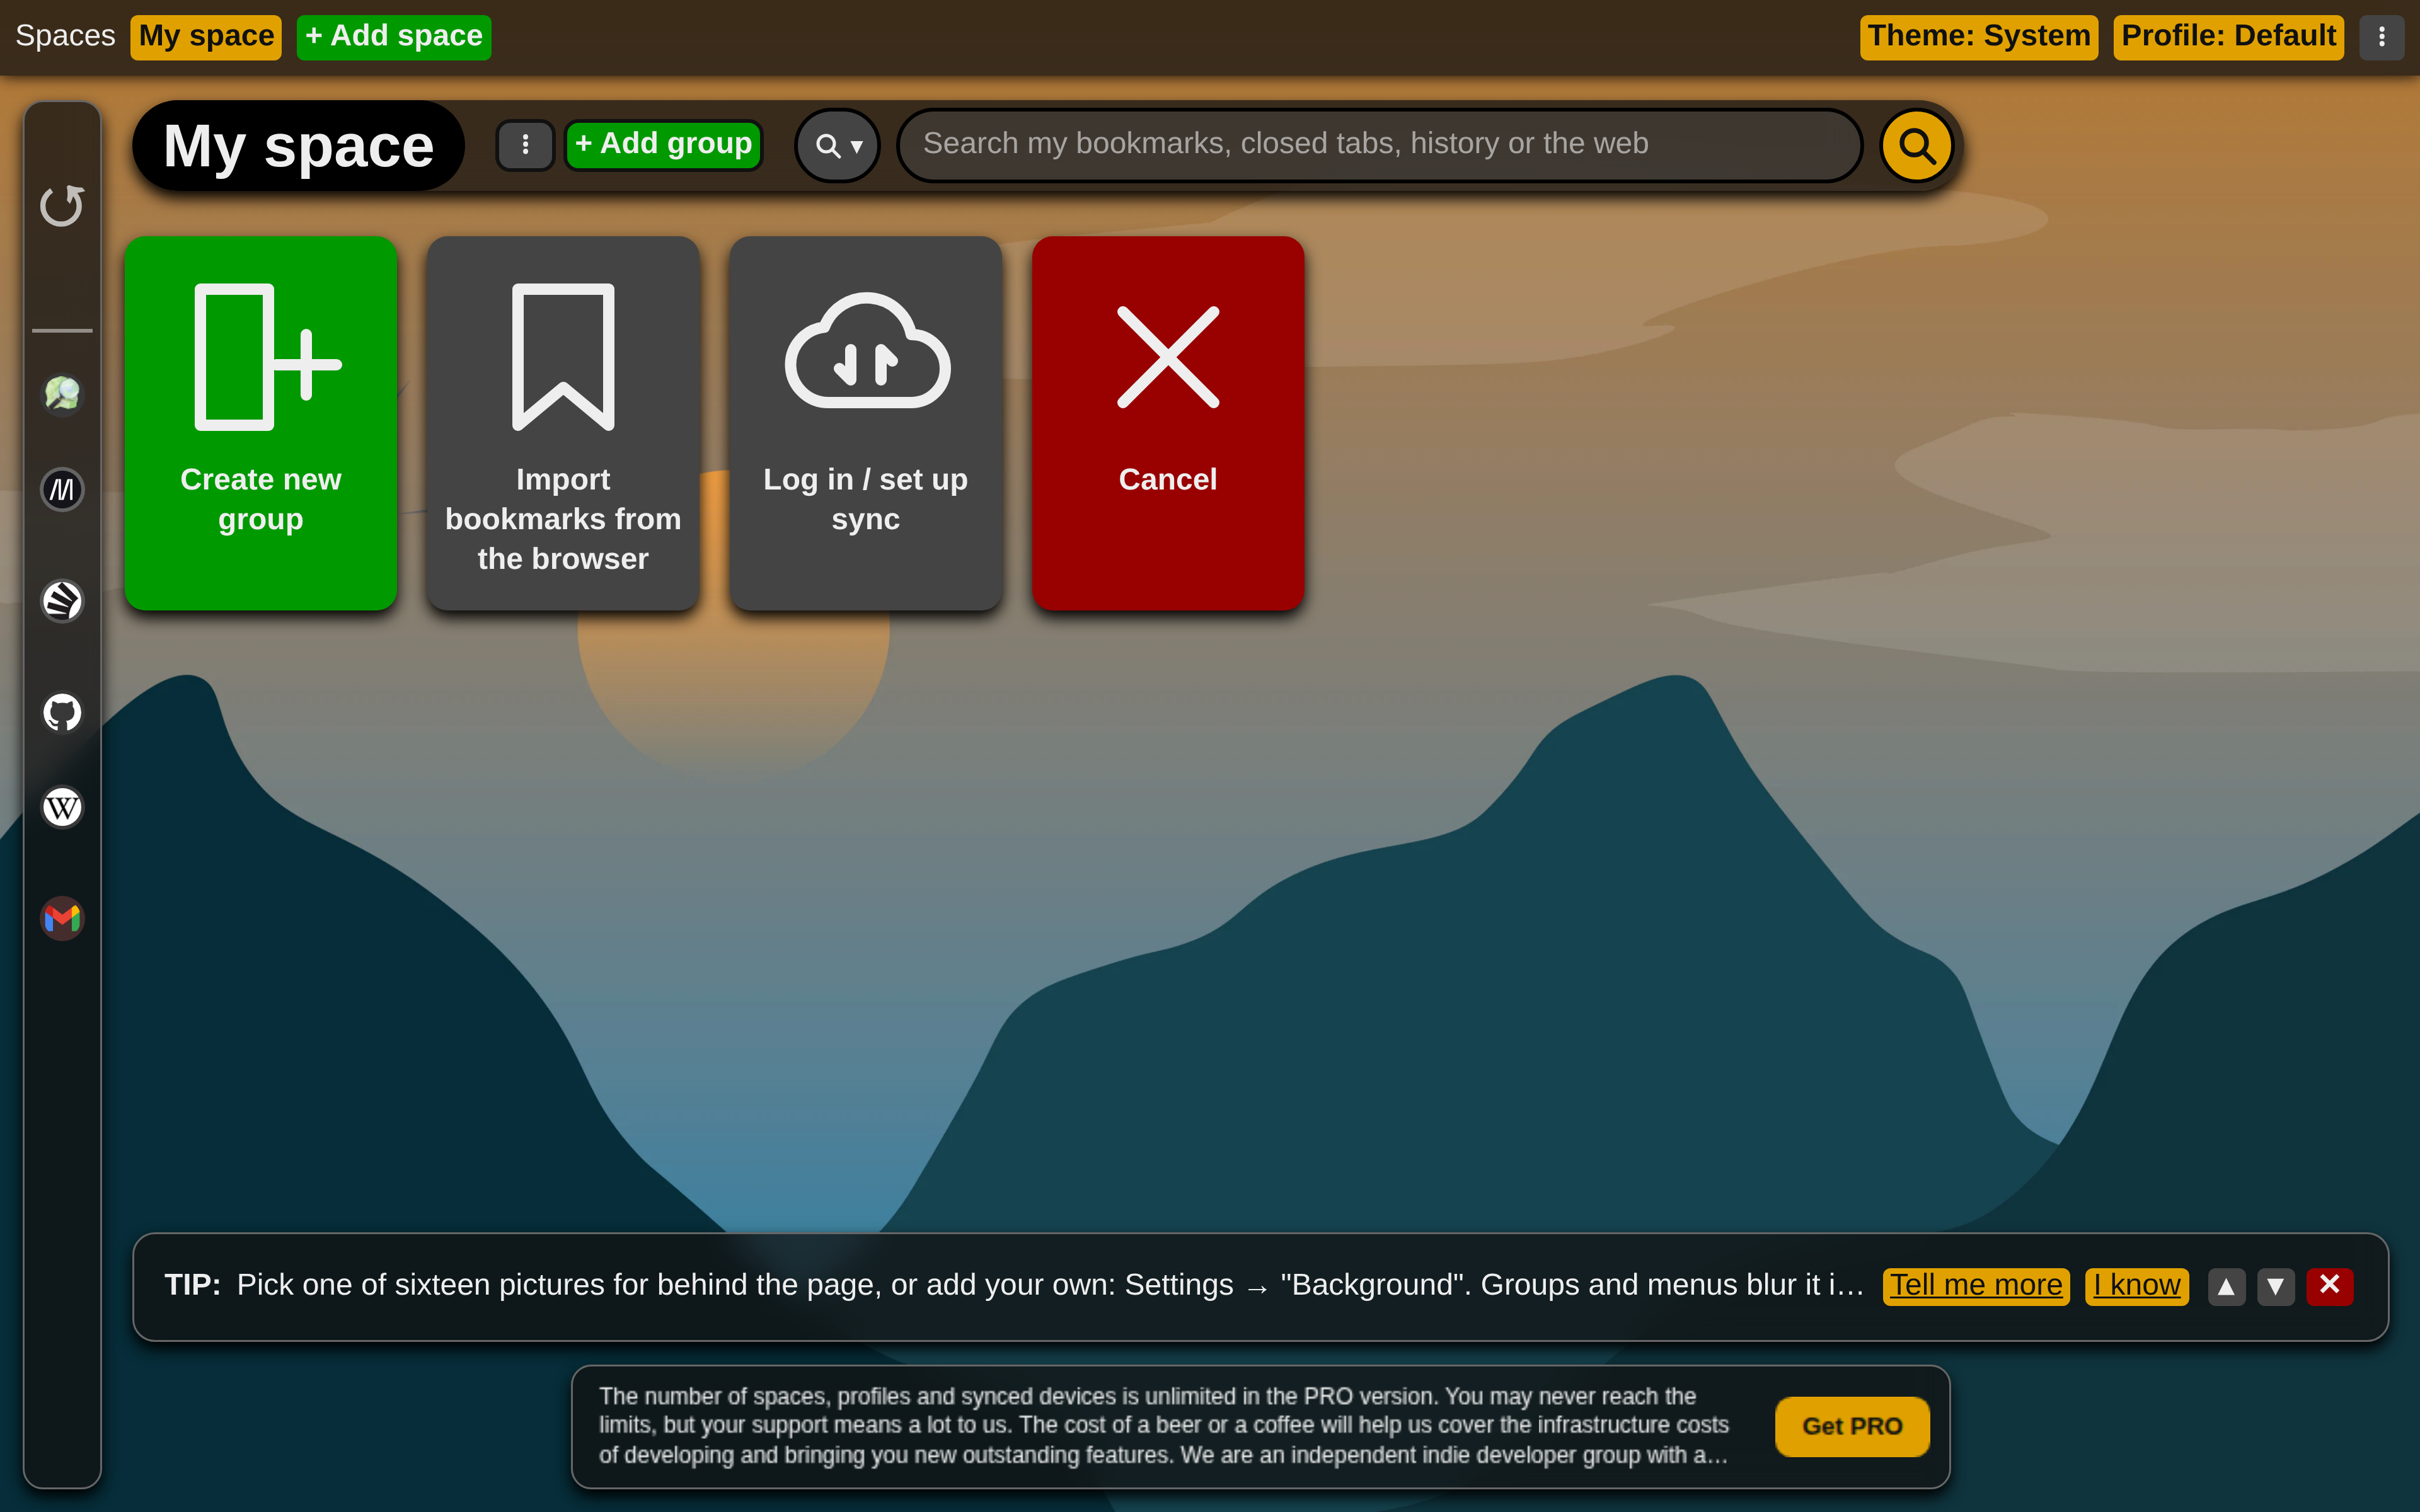 Spaces My space + Add space Theme: System Profile: Default
My space + Add group Search my bookmarks, closed tabs, history or the web
Create new
group
Import
bookmarks from
the browser
Log in / set up
sync
Cancel
TIP: Pick one of sixteen pictures for behind the page, or add your own: Settings → "Background". Groups and menus blur it i… Tell me more I know
The number of spaces, profiles and synced devices is unlimited in the PRO version. You may never reach the
limits, but your support means a lot to us. The cost of a beer or a coffee will help us cover the infrastructure costs
of developing and bringing you new outstanding features. We are an independent indie developer group with a…
Get PRO